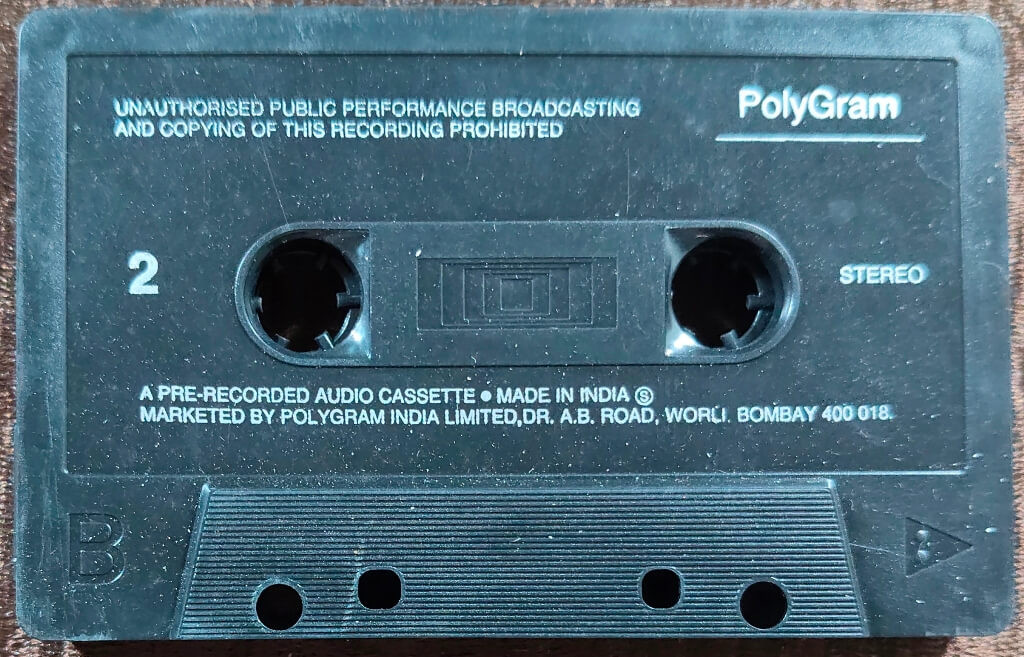 UNAUTHORISED PUBLIC PERFORMANCE BROADCASTING
AND COPYING OF THIS RECORDING PROHIBITED
PolyGram
2
STEREO
A PRE-RECORDED AUDIO CASSETTE ● MADE IN INDIA Ⓢ
MARKETED BY POLYGRAM INDIA LIMITED,DR. A.B. ROAD, WORLI. BOMBAY 400 018.
B